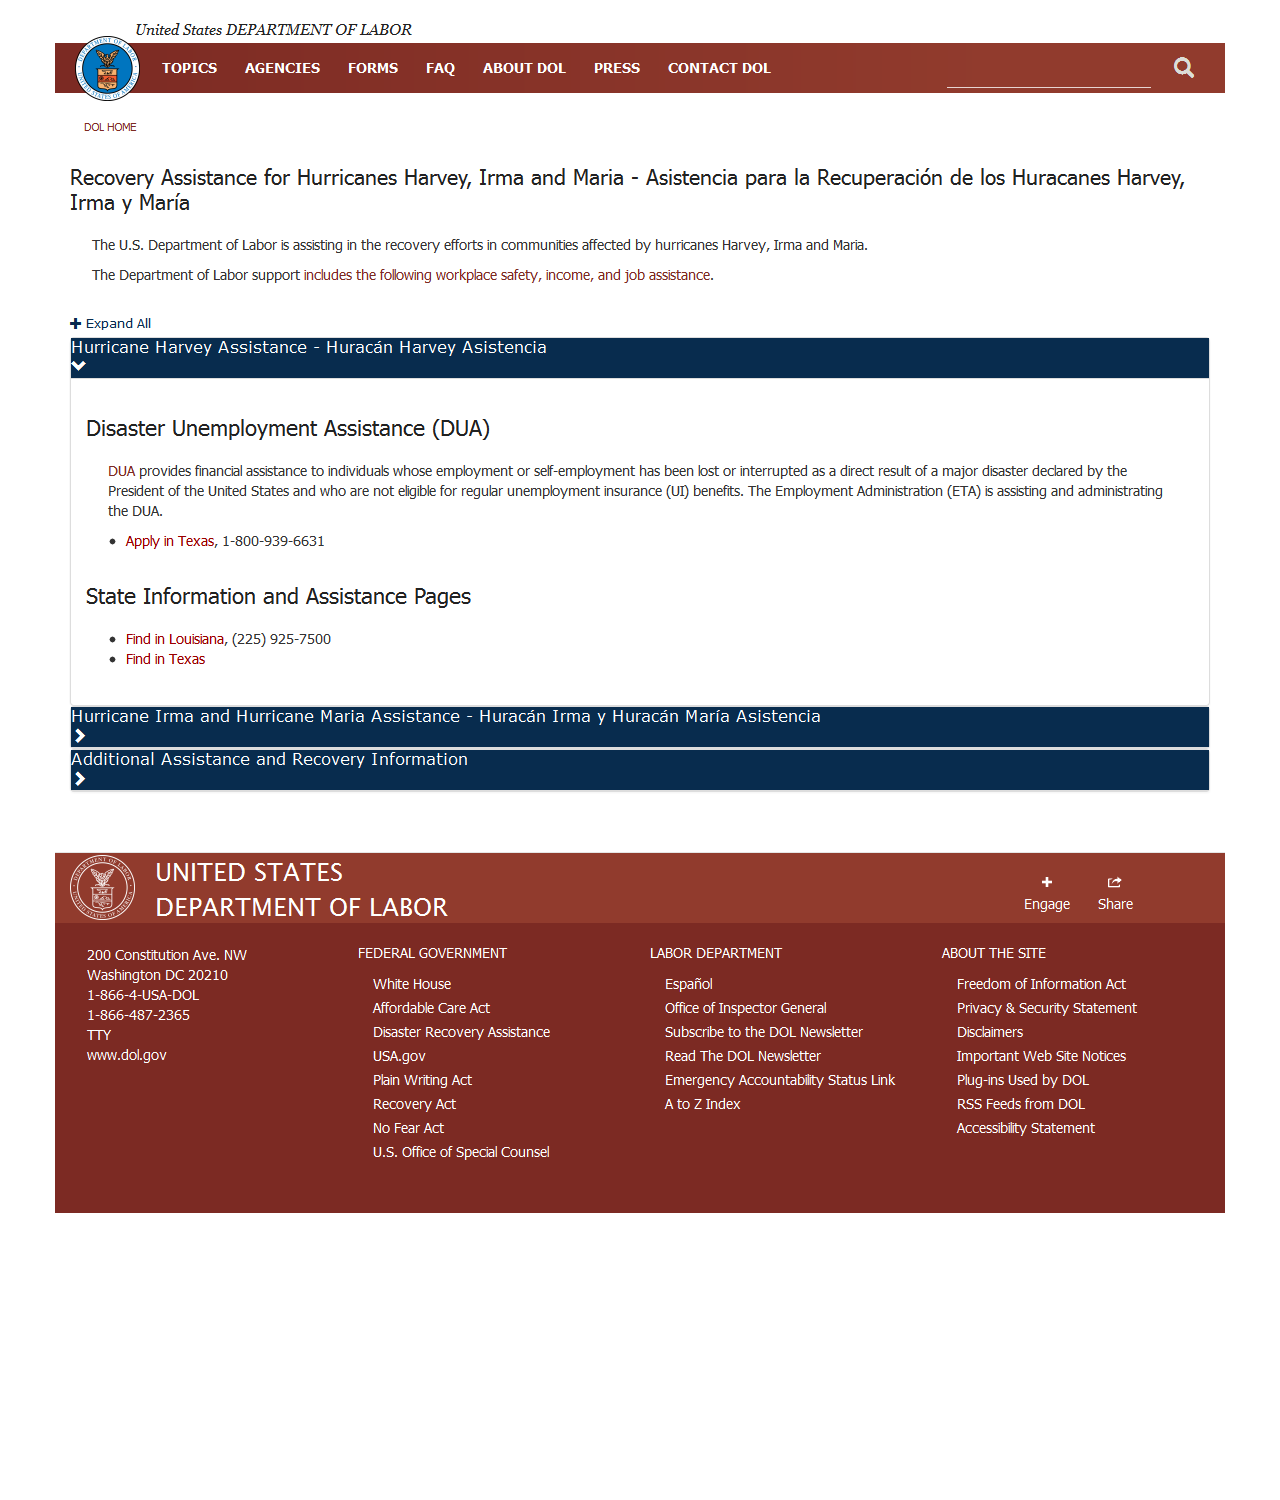 United States DEPARTMENT OF LABOR
TOPICS AGENCIES FORMS FAQ ABOUT DOL PRESS CONTACT DOL
DOL HOME
Recovery Assistance for Hurricanes Harvey, Irma and Maria - Asistencia para la Recuperación de los Huracanes Harvey,
Irma y María
The U.S. Department of Labor is assisting in the recovery efforts in communities affected by hurricanes Harvey, Irma and Maria.
The Department of Labor support includes the following workplace safety, income, and job assistance.
Expand All
Hurricane Harvey Assistance - Huracán Harvey Asistencia
Disaster Unemployment Assistance (DUA)
DUA provides financial assistance to individuals whose employment or self-employment has been lost or interrupted as a direct result of a major disaster declared by the
President of the United States and who are not eligible for regular unemployment insurance (UI) benefits. The Employment Administration (ETA) is assisting and administrating
the DUA.
• Apply in Texas, 1-800-939-6631
State Information and Assistance Pages
• Find in Louisiana, (225) 925-7500
• Find in Texas
Hurricane Irma and Hurricane Maria Assistance - Huracán Irma y Huracán María Asistencia
Additional Assistance and Recovery Information
UNITED STATES
DEPARTMENT OF LABOR
Engage Share
200 Constitution Ave. NW
Washington DC 20210
1-866-4-USA-DOL
1-866-487-2365
TTY
www.dol.gov
FEDERAL GOVERNMENT
White House
Affordable Care Act
Disaster Recovery Assistance
USA.gov
Plain Writing Act
Recovery Act
No Fear Act
U.S. Office of Special Counsel
LABOR DEPARTMENT
Español
Office of Inspector General
Subscribe to the DOL Newsletter
Read The DOL Newsletter
Emergency Accountability Status Link
A to Z Index
ABOUT THE SITE
Freedom of Information Act
Privacy & Security Statement
Disclaimers
Important Web Site Notices
Plug-ins Used by DOL
RSS Feeds from DOL
Accessibility Statement